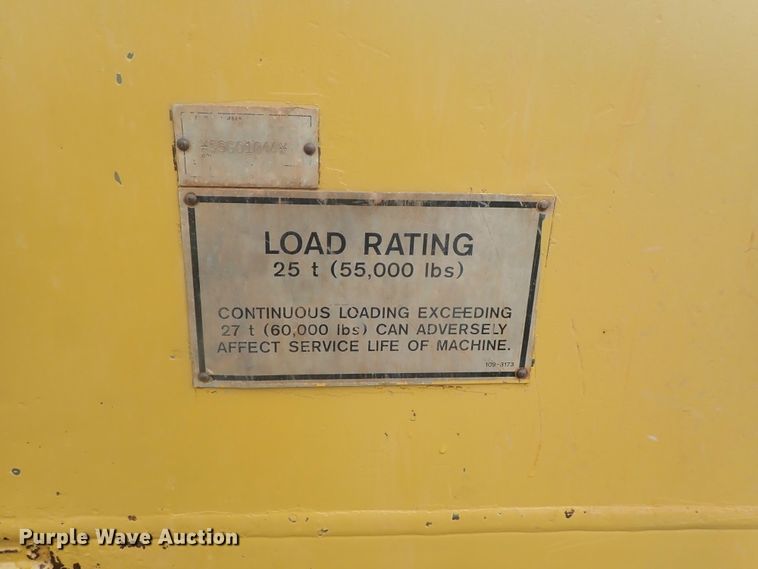 LOAD RATING
25 t (55,000 lbs)
CONTINUOUS LOADING EXCEEDING
27 t (60,000 lbs) CAN ADVERSELY
AFFECT SERVICE LIFE OF MACHINE.
109-3173
Purple Wave Auction